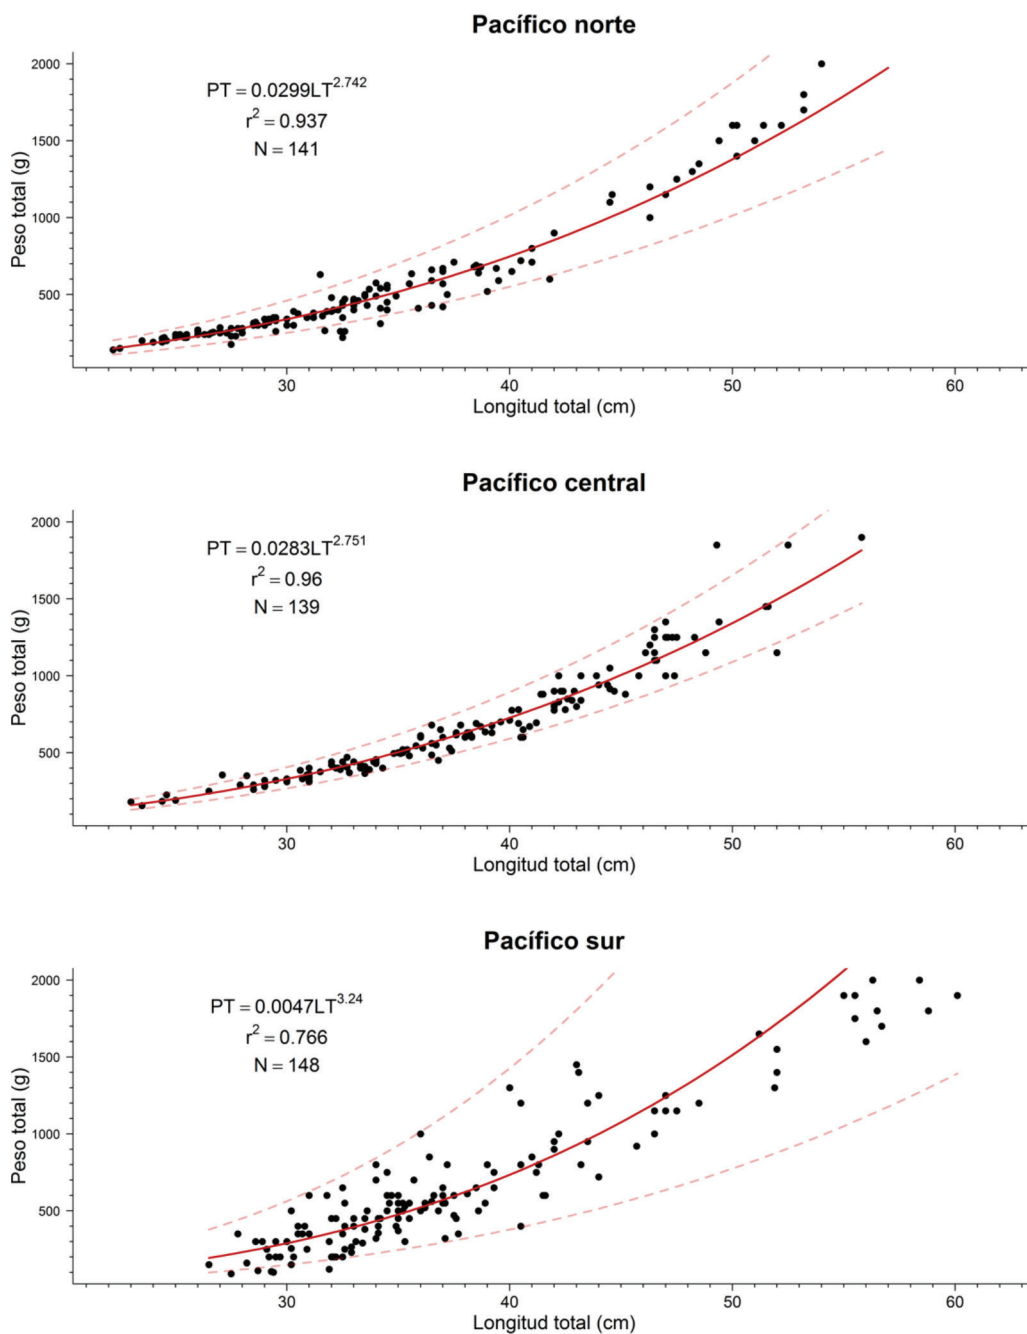 Pacífico norte
PT = 0.0299LT^2.742
r^2 = 0.937
N = 141
Peso total (g)
2000
1500
1000
500
30 40 50 60
Longitud total (cm)
Pacífico central
PT = 0.0283LT^2.751
r^2 = 0.96
N = 139
Peso total (g)
2000
1500
1000
500
30 40 50 60
Longitud total (cm)
Pacífico sur
PT = 0.0047LT^3.24
r^2 = 0.766
N = 148
Peso total (g)
2000
1500
1000
500
30 40 50 60
Longitud total (cm)